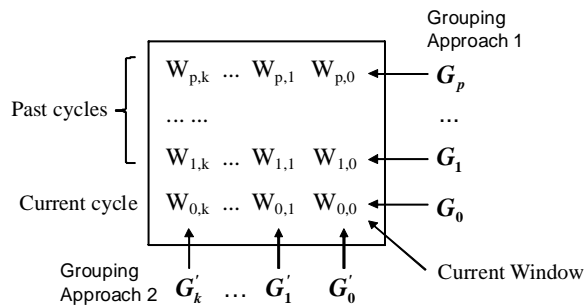 Grouping
Approach 1
W_{p,k} ... W_{p,1} W_{p,0} G_p
Past cycles
... ... ...
W_{1,k} ... W_{1,1} W_{1,0} G_1
Current cycle W_{0,k} ... W_{0,1} W_{0,0} G_0
Current Window
Grouping
Approach 2 G'_k ... G'_1 G'_0